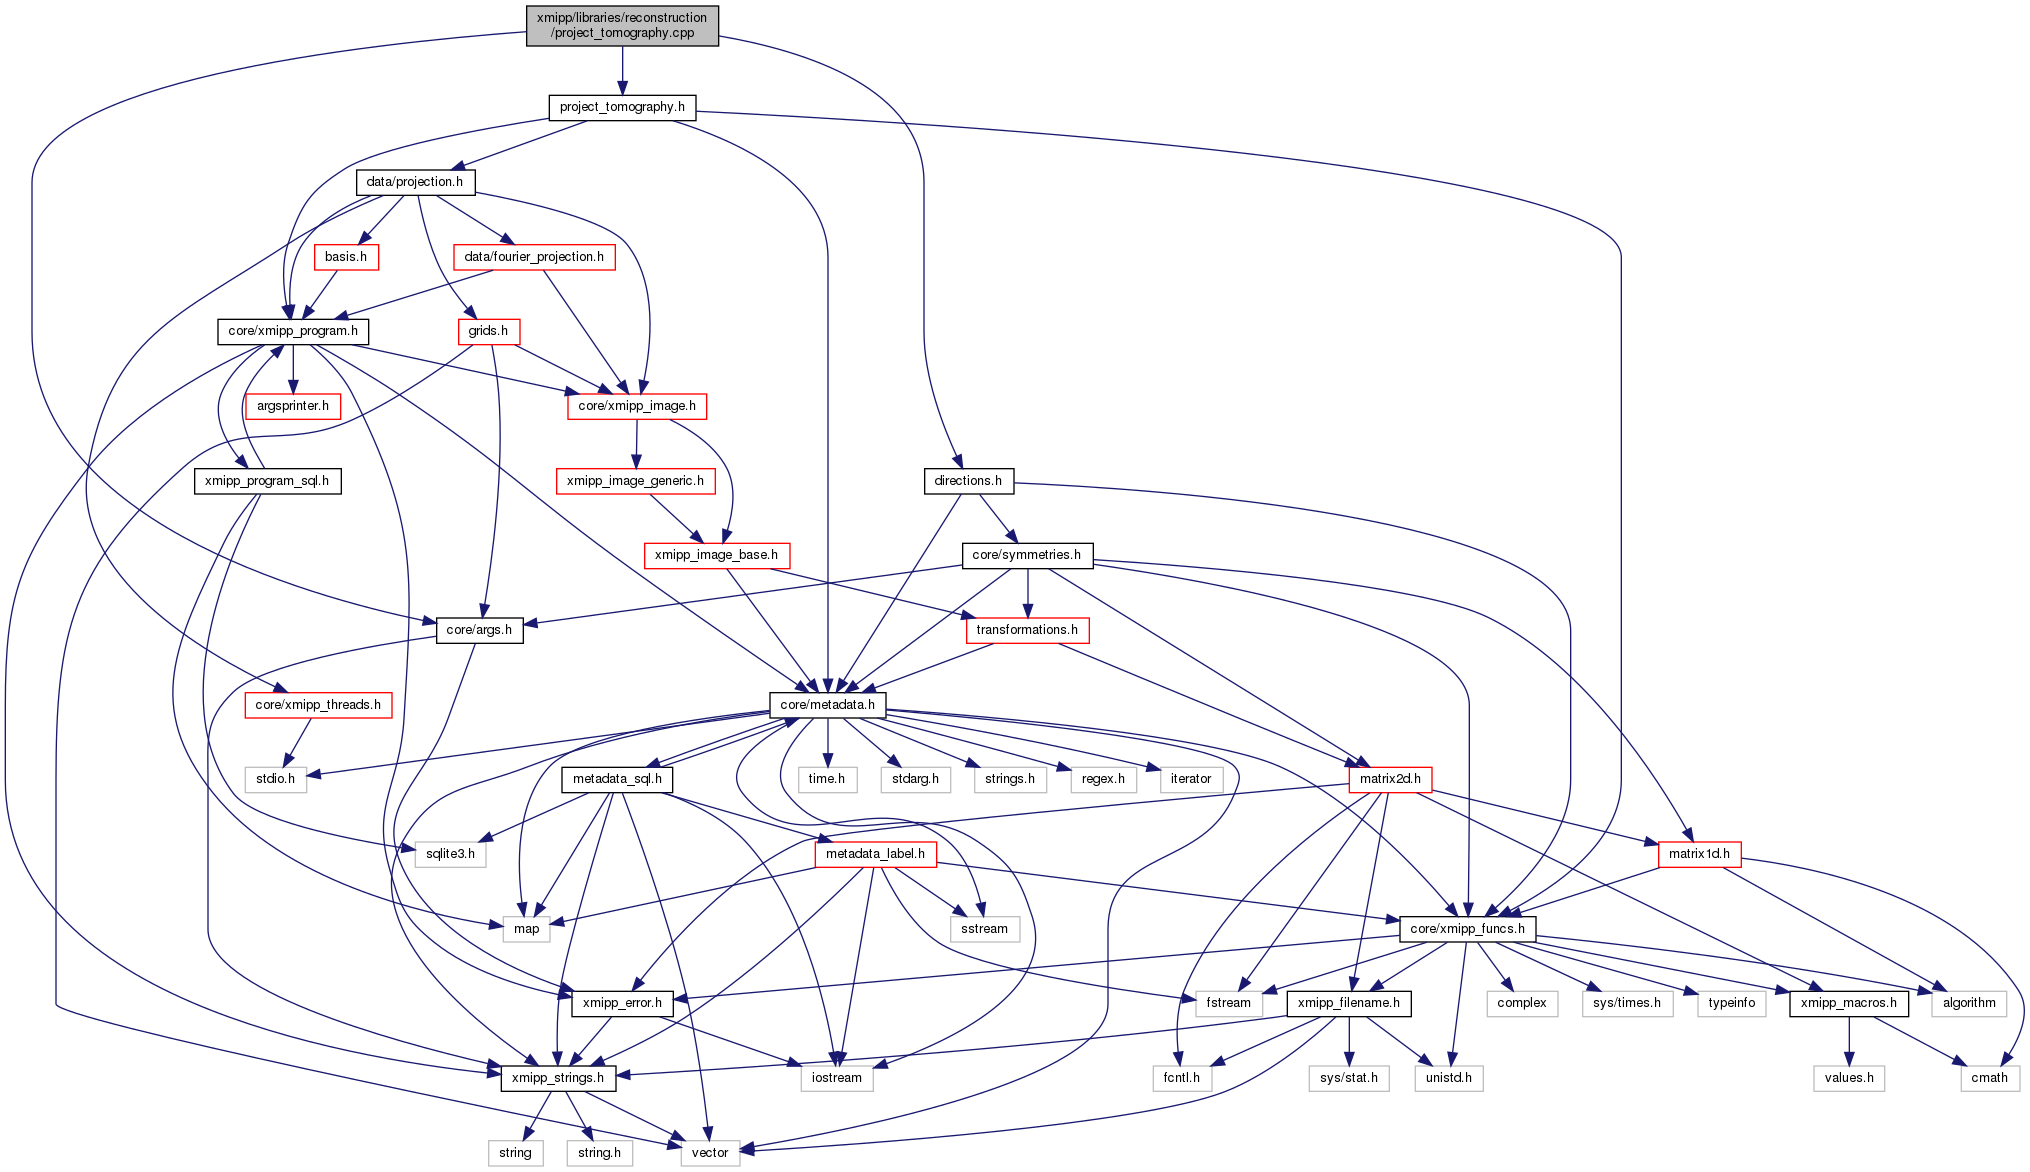 xmipp/libraries/reconstruction
/project_tomography.cpp
project_tomography.h
data/projection.h
basis.h
data/fourier_projection.h
core/xmipp_program.h
grids.h
argsprinter.h
core/xmipp_image.h
xmipp_program_sql.h
xmipp_image_generic.h
directions.h
xmipp_image_base.h
core/symmetries.h
core/args.h
transformations.h
core/xmipp_threads.h
core/metadata.h
stdio.h
metadata_sql.h
time.h
stdarg.h
strings.h
regex.h
iterator
matrix2d.h
sqlite3.h
metadata_label.h
matrix1d.h
map
sstream
core/xmipp_funcs.h
xmipp_error.h
fstream
xmipp_filename.h
complex
sys/times.h
typeinfo
xmipp_macros.h
algorithm
xmipp_strings.h
iostream
fcntl.h
sys/stat.h
unistd.h
values.h
cmath
string
string.h
vector